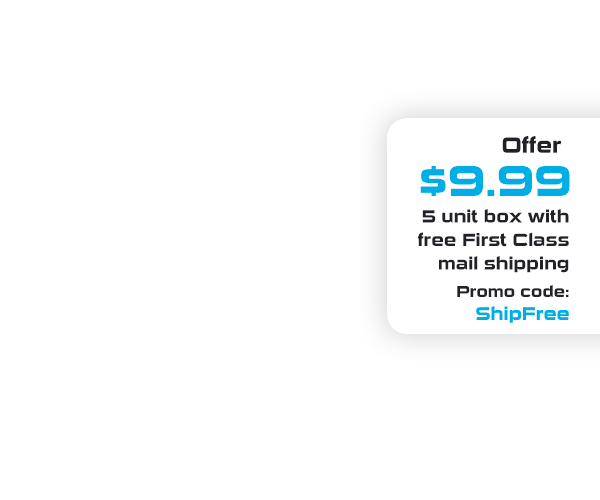 Offer
$9.99
5 unit box with
free First Class
mail shipping
Promo code:
ShipFree